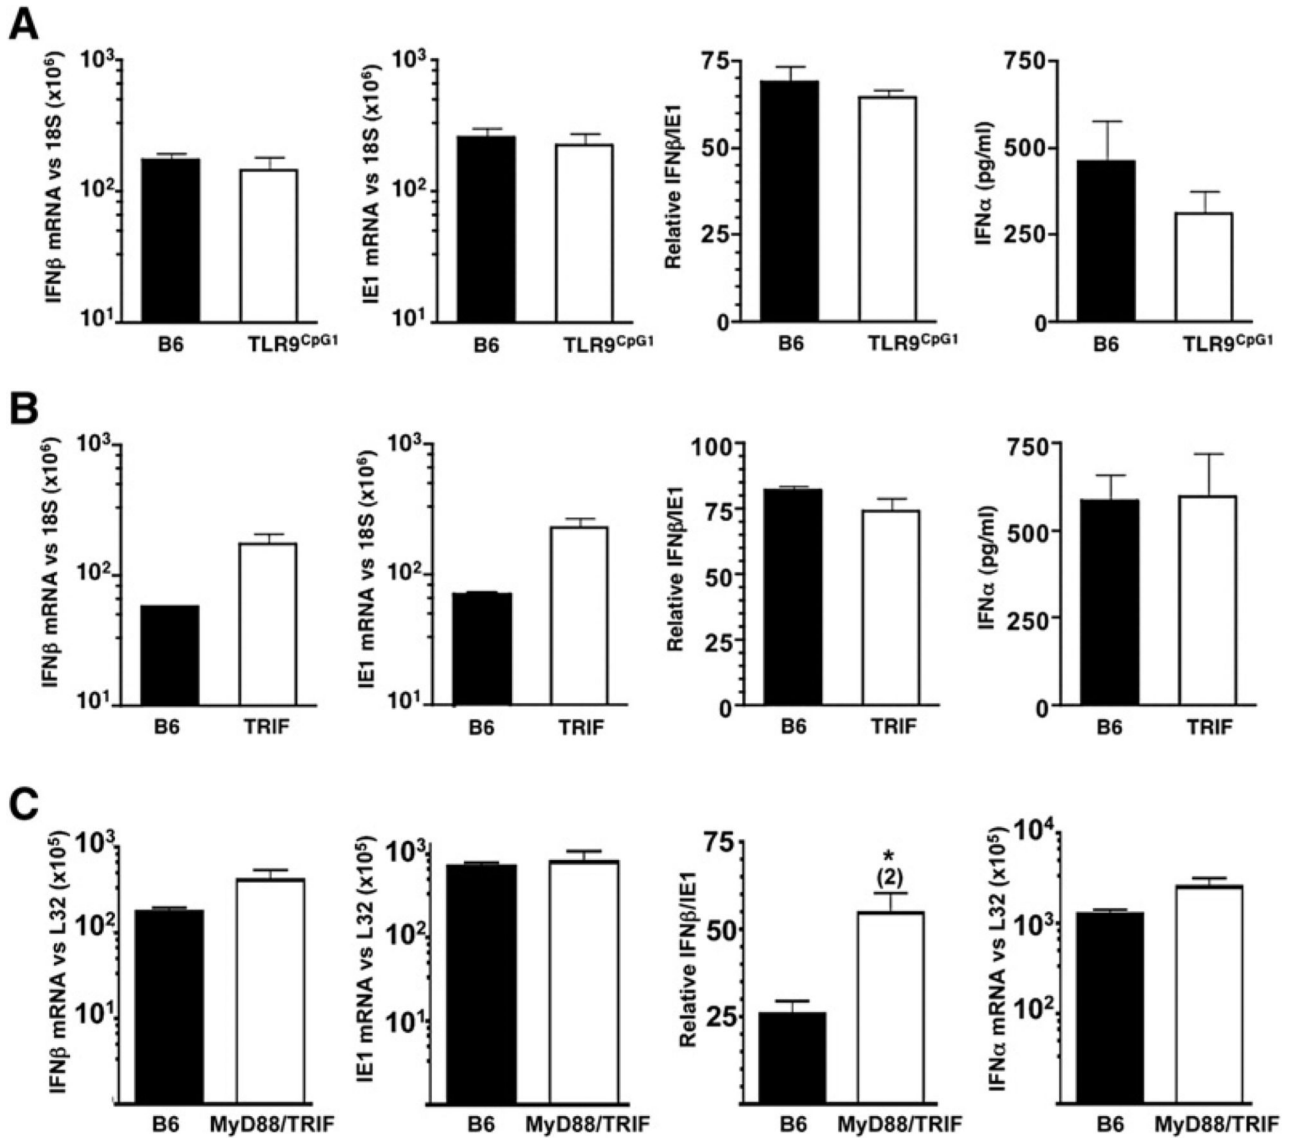 A
IFNβ mRNA vs 18S (x10⁶)
10³
10²
10¹
B6
TLR9ᶜᵖᴳ¹
IE1 mRNA vs 18S (x10⁶)
10³
10²
10¹
B6
TLR9ᶜᵖᴳ¹
Relative IFNβ/IE1
75
50
25
0
B6
TLR9ᶜᵖᴳ¹
IFNα (pg/ml)
750
500
250
0
B6
TLR9ᶜᵖᴳ¹
B
IFNβ mRNA vs 18S (x10⁶)
10³
10²
10¹
B6
TRIF
IE1 mRNA vs 18S (x10⁶)
10³
10²
10¹
B6
TRIF
Relative IFNβ/IE1
100
75
50
25
0
B6
TRIF
IFNα (pg/ml)
750
500
250
0
B6
TRIF
C
IFNβ mRNA vs L32 (x10⁵)
10³
10²
10¹
B6
MyD88/TRIF
IE1 mRNA vs L32 (x10⁵)
10³
10²
10¹
B6
MyD88/TRIF
Relative IFNβ/IE1
75
50
25
*
(2)
B6
MyD88/TRIF
IFNα mRNA vs L32 (x10⁵)
10⁴
10³
10²
B6
MyD88/TRIF